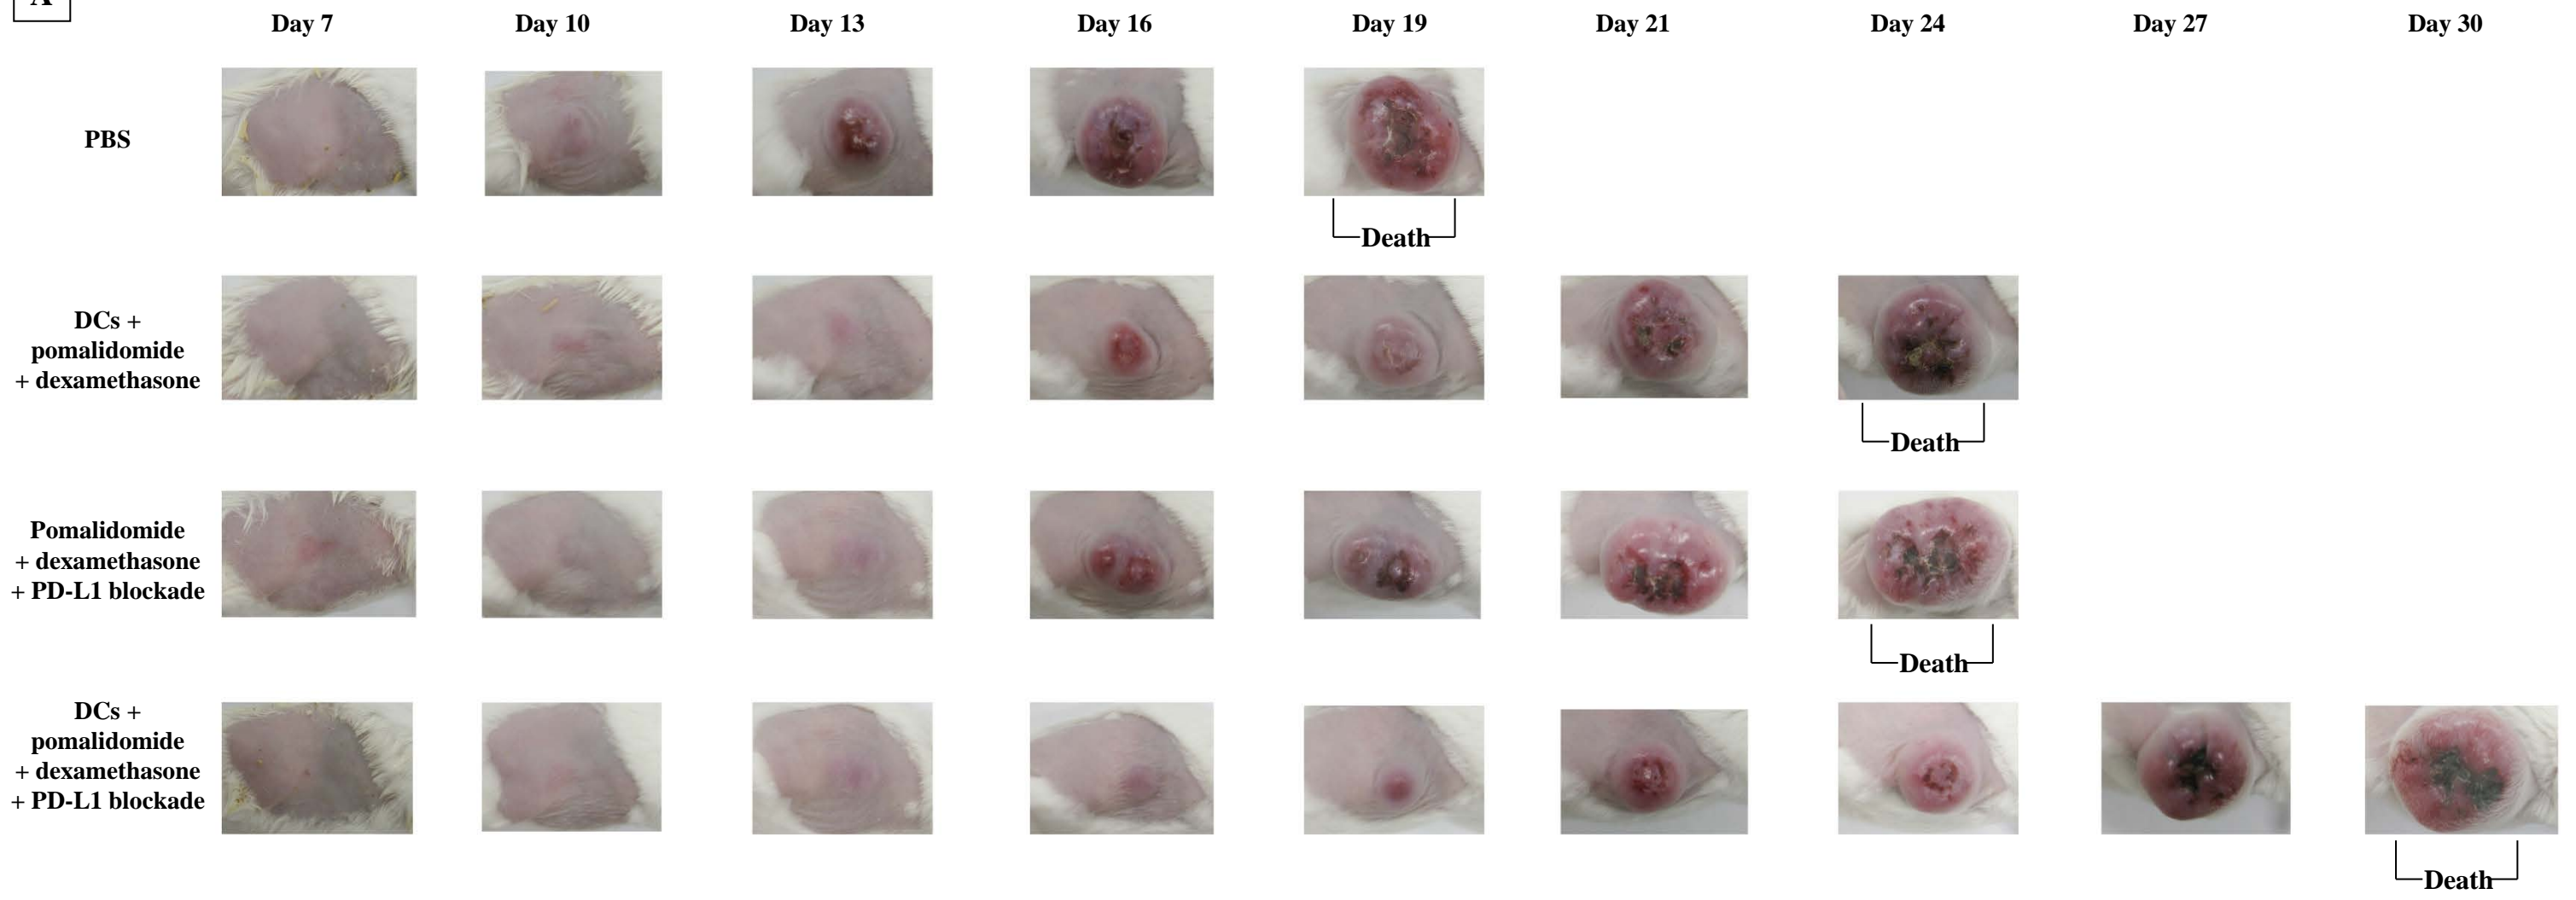 A
Day 7 Day 10 Day 13 Day 16 Day 19 Day 21 Day 24 Day 27 Day 30
PBS
Death
DCs +
pomalidomide
+ dexamethasone
Death
Pomalidomide
+ dexamethasone
+ PD-L1 blockade
Death
DCs +
pomalidomide
+ dexamethasone
+ PD-L1 blockade
Death